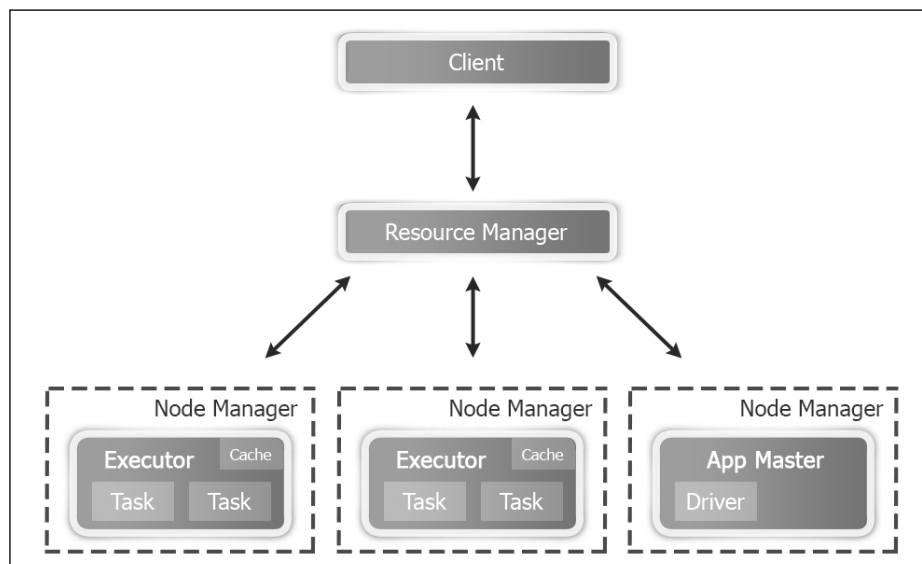 Client
Resource Manager
Node Manager
Executor
Cache
Task
Task
Node Manager
Executor
Cache
Task
Task
Node Manager
App Master
Driver